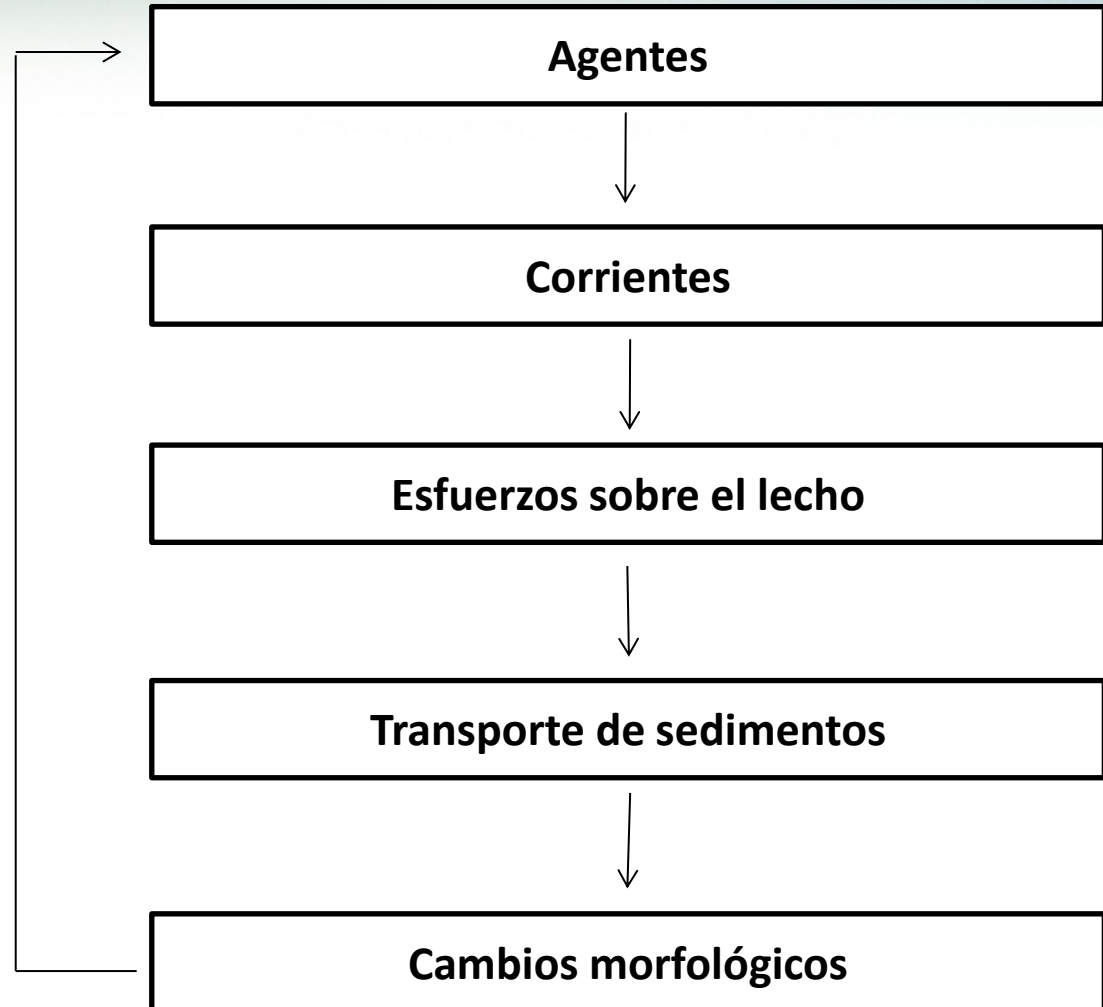 Agentes
Corrientes
Esfuerzos sobre el lecho
Transporte de sedimentos
Cambios morfológicos